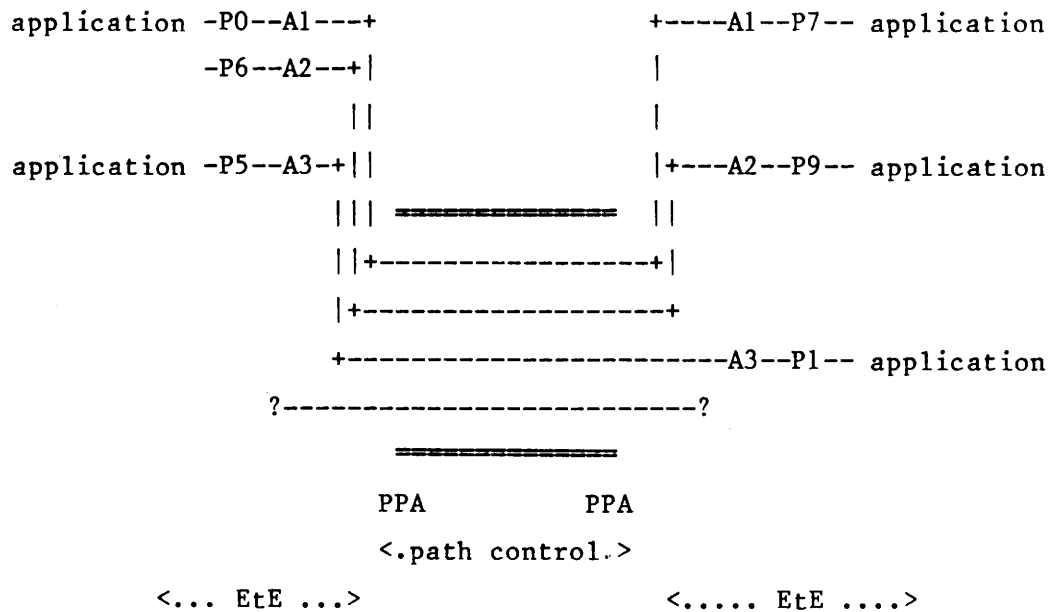 application -P0--A1---+                  +----A1--P7-- application
            -P6--A2--+|                  |
                     ||                  |
application -P5--A3-+||                  |+---A2--P9-- application
                    ||| ============== ||
                    ||+-----------------+|
                    |+-------------------+
                    +------------------------A3--P1-- application
                ?--------------------------?
                        ==============
                       PPA          PPA
                       <.path control.>
         <... EtE ...>                   <..... EtE ....>